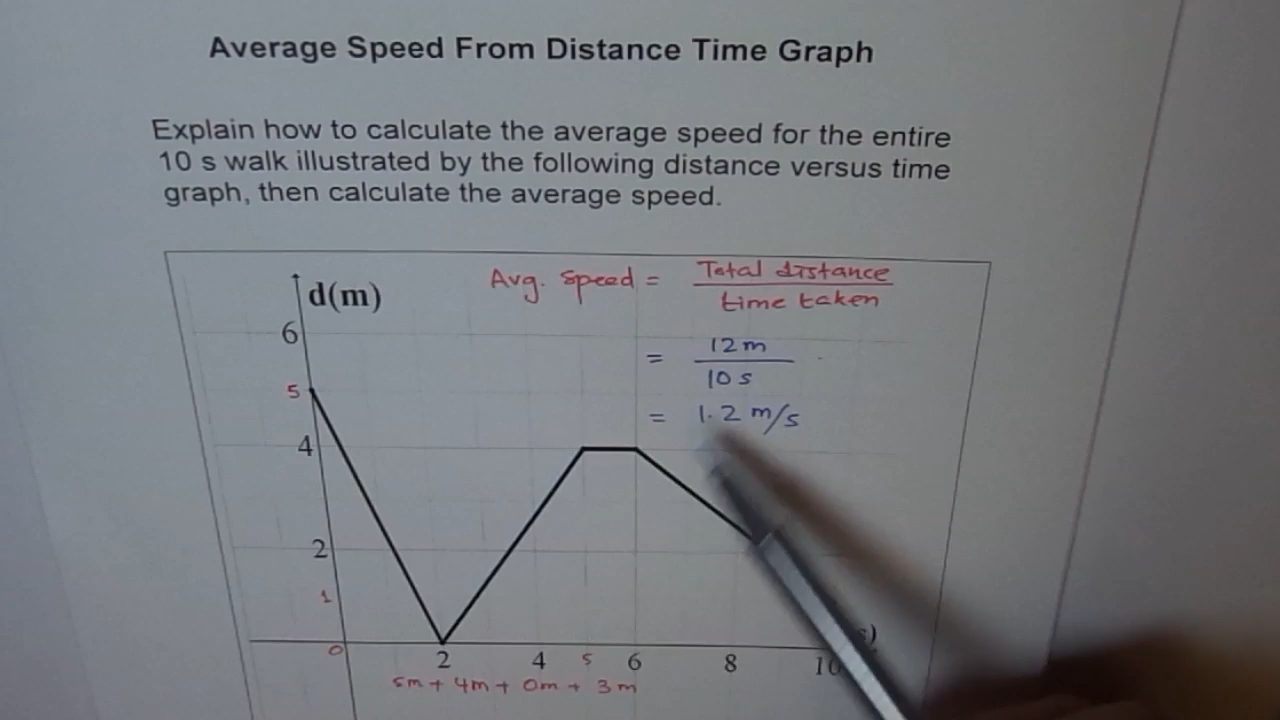 Average Speed From Distance Time Graph
Explain how to calculate the average speed for the entire
10 s walk illustrated by the following distance versus time
graph, then calculate the average speed.
d(m)
Avg. Speed = Total distance
time taken
6
= 12m
10 s
5
= 1.2 m/s
4
2
1
0
2 4 5 6 8 10
s)
5m + 4m + 0m + 3m